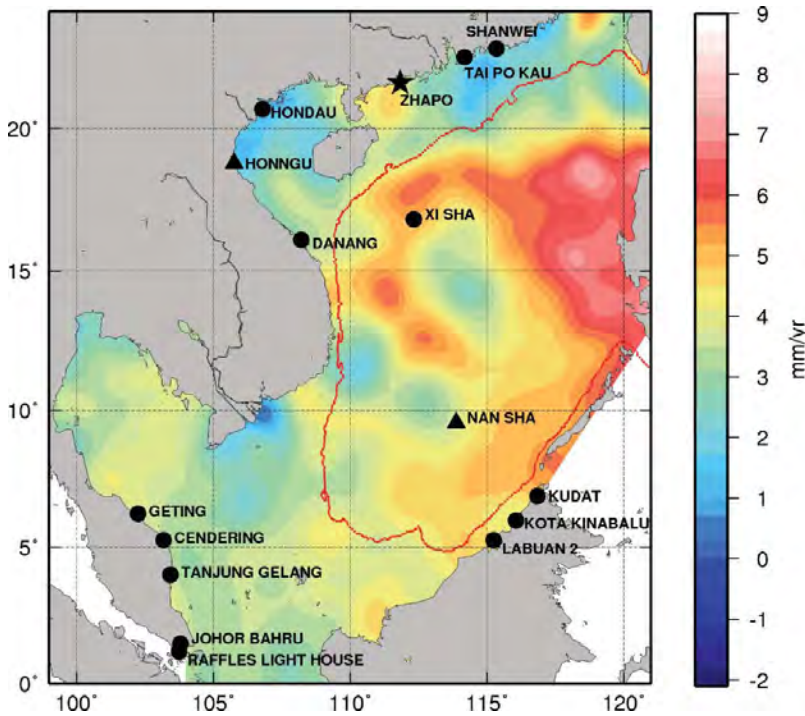 SHANWEI
TAI PO KAU
ZHAPO
HONDAU
HONNGU
XI SHA
DANANG
NAN SHA
GETING
KUDAT
CENDERING
KOTA KINABALU
LABUAN 2
TANJUNG GELANG
JOHOR BAHRU
RAFFLES LIGHT HOUSE
20°
15°
10°
5°
0°
100° 105° 110° 115° 120°
9
8
7
6
5
4
3
2
1
0
-1
-2
mm/yr